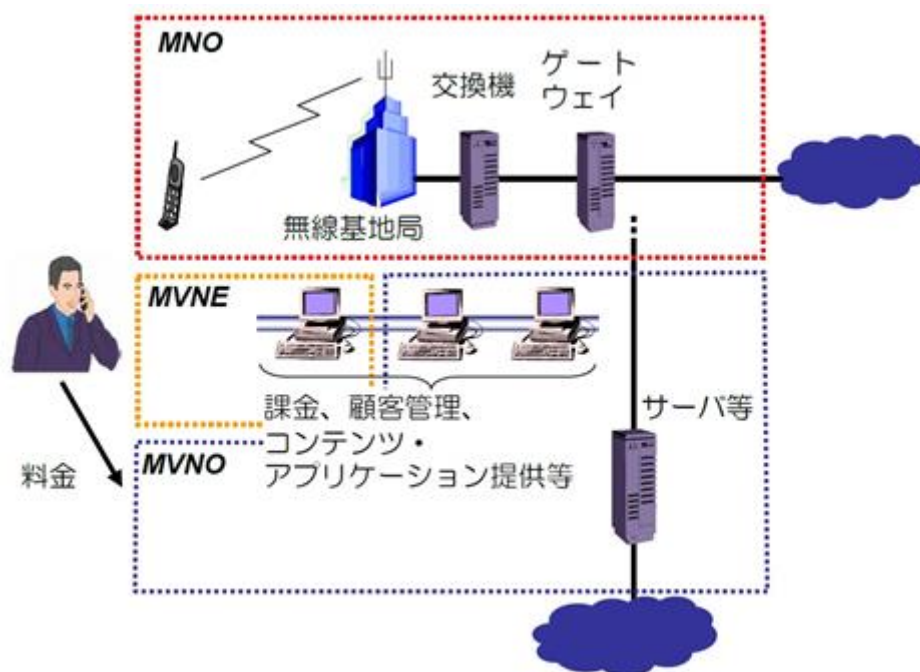 MNO
交換機
ゲート
ウェイ
無線基地局
MVNE
課金、顧客管理、
コンテンツ・
アプリケーション提供等
サーバ等
料金
MVNO